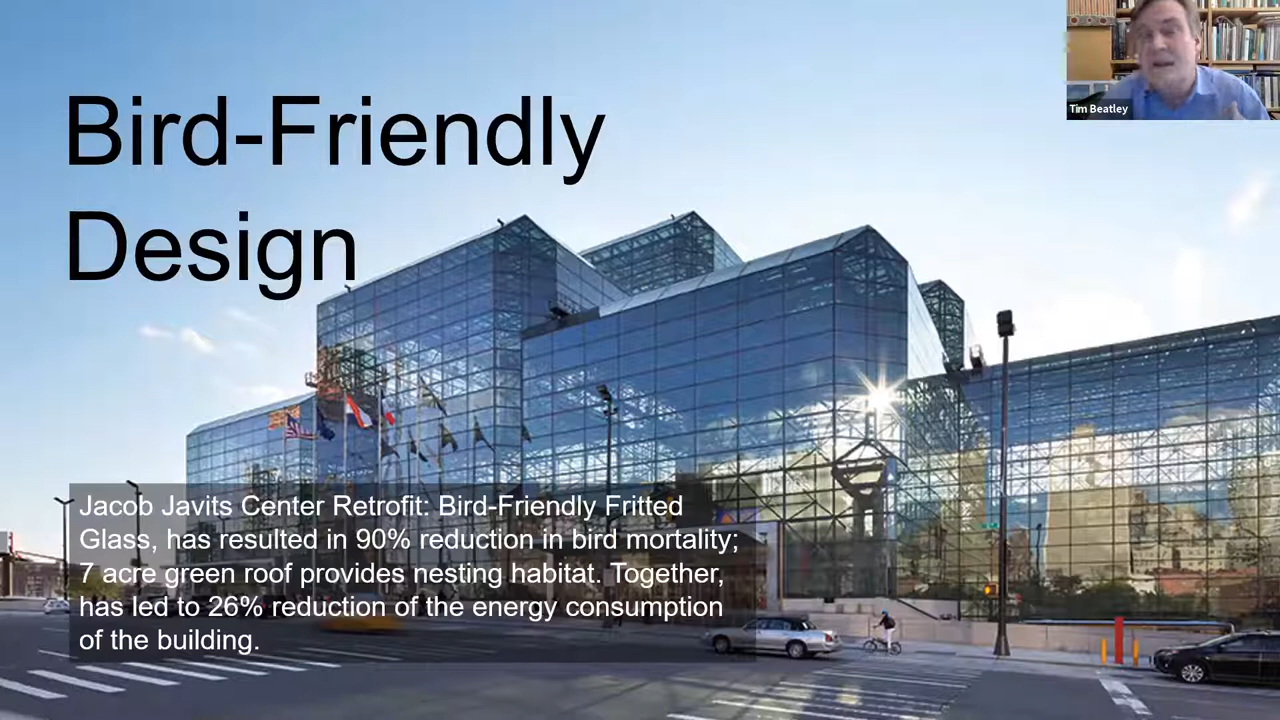 Bird-Friendly
Design
Tim Beatley
Jacob Javits Center Retrofit: Bird-Friendly Fritted
Glass, has resulted in 90% reduction in bird mortality;
7 acre green roof provides nesting habitat. Together,
has led to 26% reduction of the energy consumption
of the building.